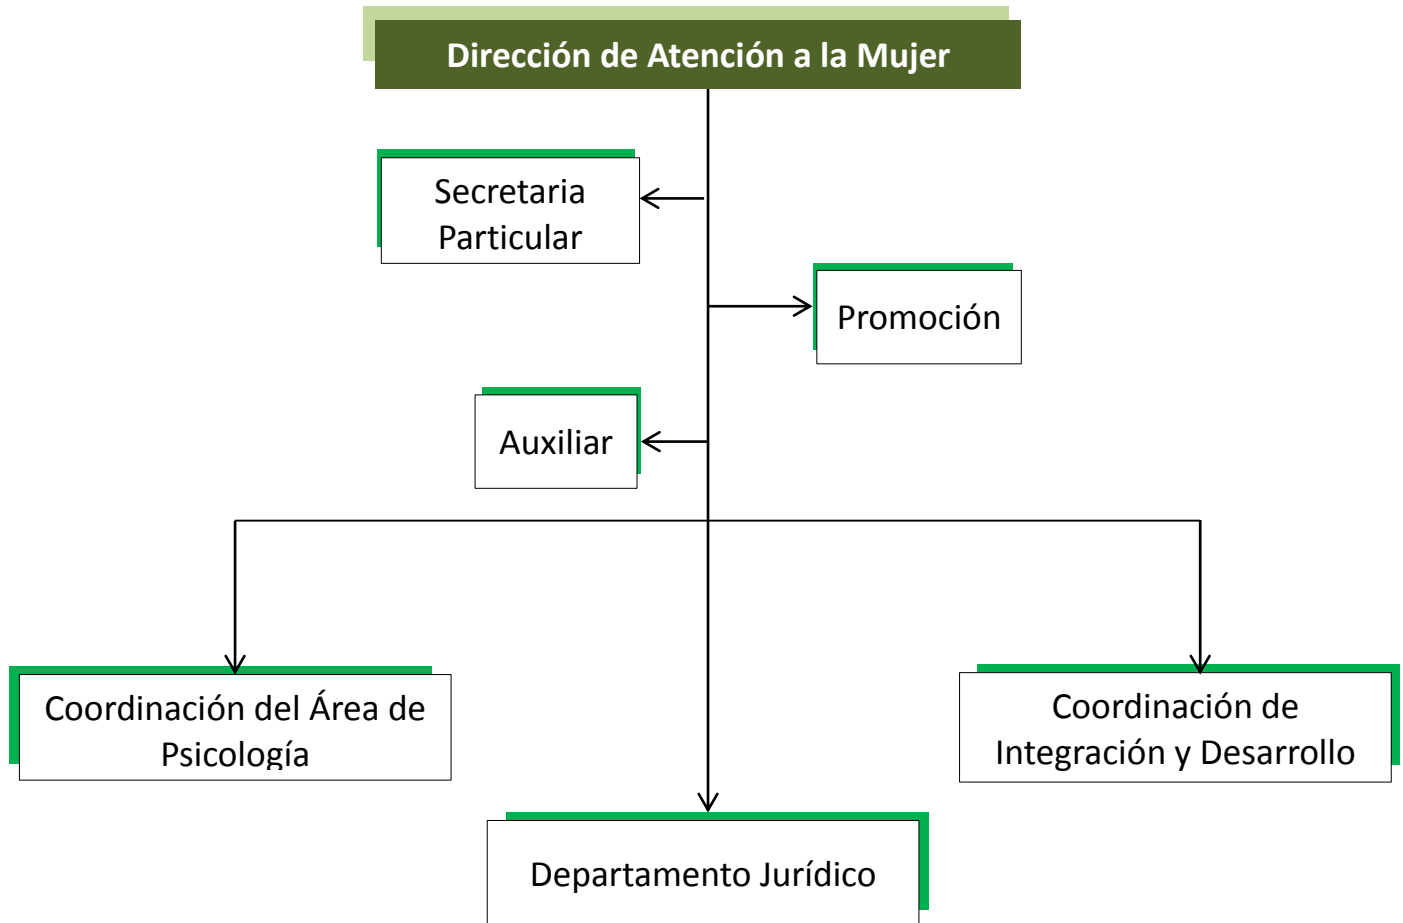 Dirección de Atención a la Mujer
Secretaria
Particular
Promoción
Auxiliar
Coordinación del Área de
Psicología
Coordinación de
Integración y Desarrollo
Departamento Jurídico